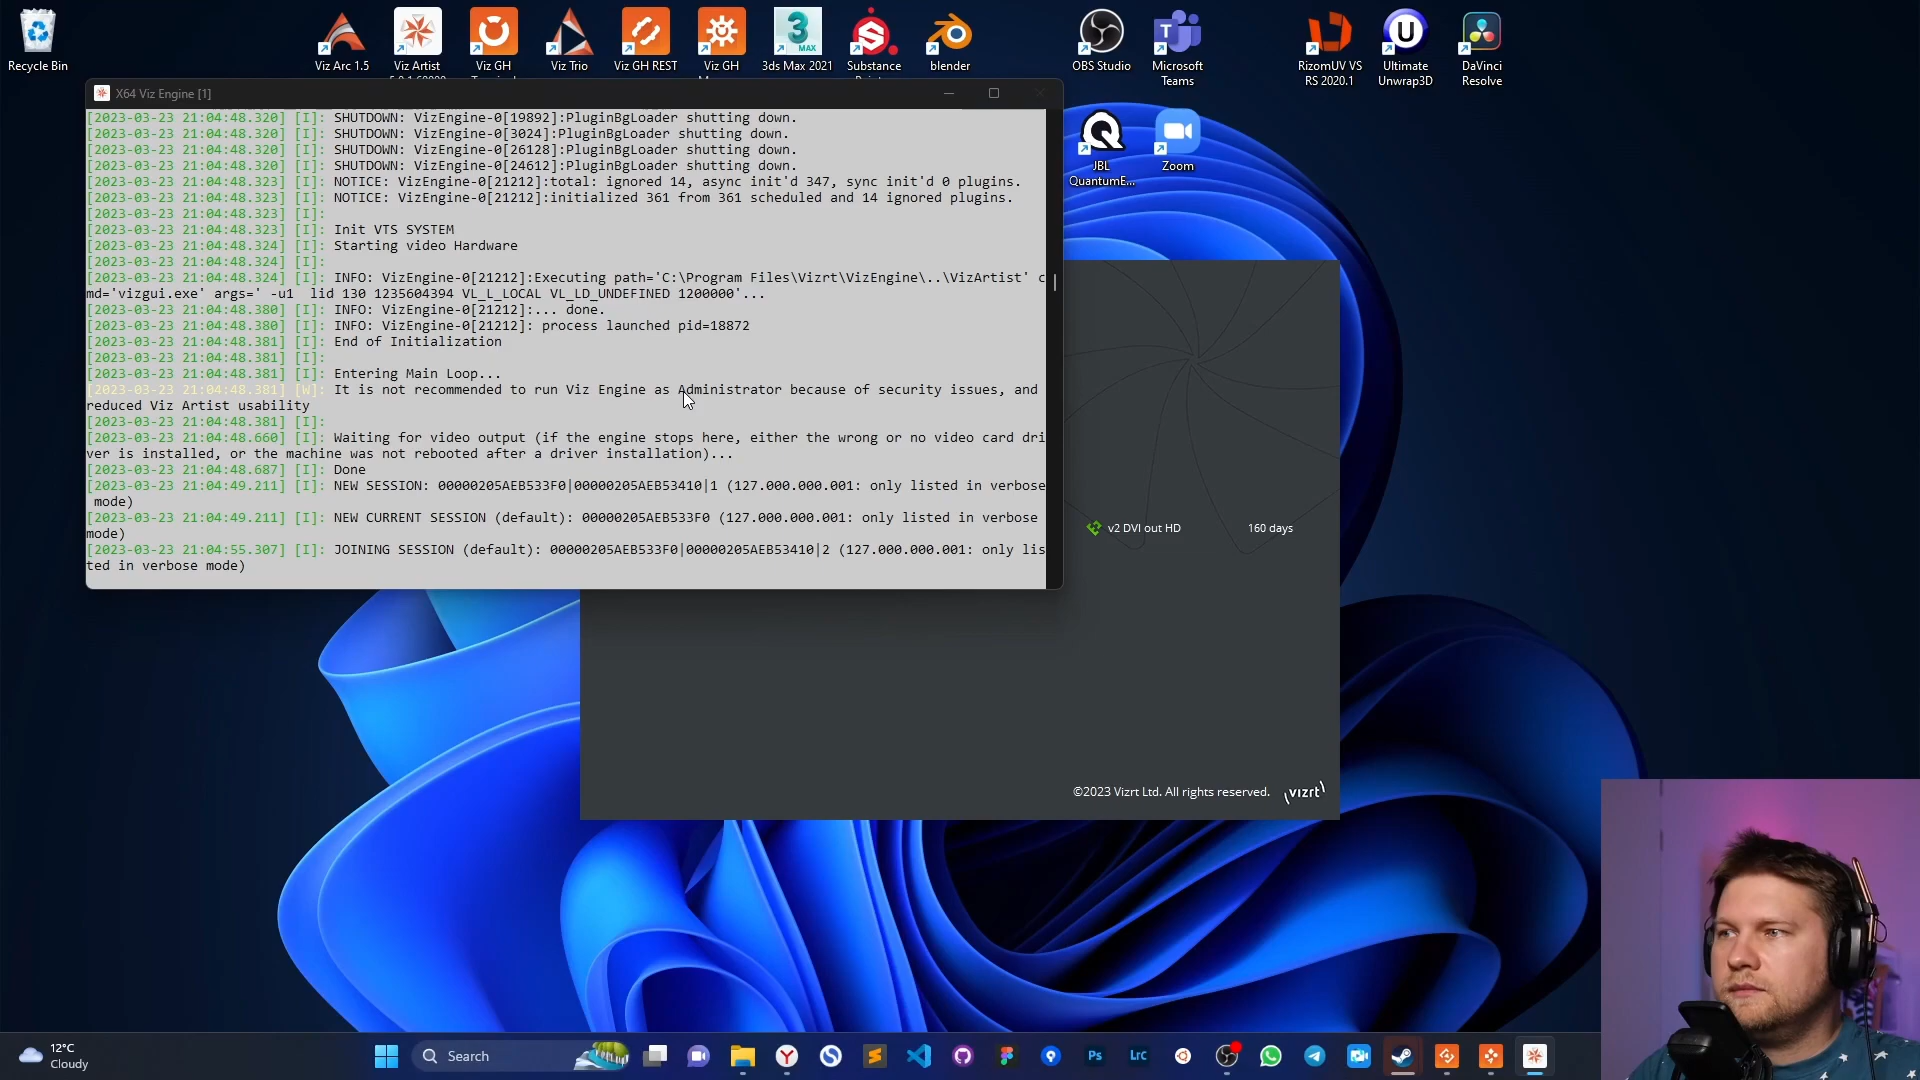 Recycle Bin
Viz Arc 1.5
Viz Artist
Viz GH
Viz Trio
Viz GH REST
Viz GH
3ds Max 2021
Substance
blender
OBS Studio
Microsoft
Teams
RizomUV VS
RS 2020.1
Ultimate
Unwrap3D
DaVinci
Resolve
JBL
QuantumE...
Zoom
X64 Viz Engine [1]
[2023-03-23 21:04:48.320] [I]: SHUTDOWN: VizEngine-0[19892]:PluginBgLoader shutting down.
[2023-03-23 21:04:48.320] [I]: SHUTDOWN: VizEngine-0[3024]:PluginBgLoader shutting down.
[2023-03-23 21:04:48.320] [I]: SHUTDOWN: VizEngine-0[26128]:PluginBgLoader shutting down.
[2023-03-23 21:04:48.320] [I]: SHUTDOWN: VizEngine-0[24612]:PluginBgLoader shutting down.
[2023-03-23 21:04:48.323] [I]: NOTICE: VizEngine-0[21212]:total: ignored 14, async init'd 347, sync init'd 0 plugins.
[2023-03-23 21:04:48.323] [I]: NOTICE: VizEngine-0[21212]:initialized 361 from 361 scheduled and 14 ignored plugins.
[2023-03-23 21:04:48.323] [I]:
[2023-03-23 21:04:48.323] [I]: Init VTS SYSTEM
[2023-03-23 21:04:48.324] [I]: Starting video Hardware
[2023-03-23 21:04:48.324] [I]:
[2023-03-23 21:04:48.324] [I]: INFO: VizEngine-0[21212]:Executing path='C:\Program Files\Vizrt\VizEngine\..\VizArtist' c
md='vizgui.exe' args=' -u1  lid 130 1235604394 VL_L_LOCAL VL_LD_UNDEFINED 1200000'...
[2023-03-23 21:04:48.380] [I]: INFO: VizEngine-0[21212]:... done.
[2023-03-23 21:04:48.380] [I]: INFO: VizEngine-0[21212]: process launched pid=18872
[2023-03-23 21:04:48.381] [I]: End of Initialization
[2023-03-23 21:04:48.381] [I]:
[2023-03-23 21:04:48.381] [I]: Entering Main Loop...
[2023-03-23 21:04:48.381] [W]: It is not recommended to run Viz Engine as Administrator because of security issues, and
reduced Viz Artist usability
[2023-03-23 21:04:48.381] [I]:
[2023-03-23 21:04:48.660] [I]: Waiting for video output (if the engine stops here, either the wrong or no video card dri
ver is installed, or the machine was not rebooted after a driver installation)...
[2023-03-23 21:04:48.687] [I]: Done
[2023-03-23 21:04:49.211] [I]: NEW SESSION: 00000205AEB533F0|00000205AEB53410|1 (127.000.000.001: only listed in verbose
mode)
[2023-03-23 21:04:49.211] [I]: NEW CURRENT SESSION (default): 00000205AEB533F0 (127.000.000.001: only listed in verbose
mode)
[2023-03-23 21:04:55.307] [I]: JOINING SESSION (default): 00000205AEB533F0|00000205AEB53410|2 (127.000.000.001: only lis
ted in verbose mode)
v2 DVI out HD 160 days
©2023 Vizrt Ltd. All rights reserved.
vizrt
12°C
Cloudy
Search
Ps
LrC